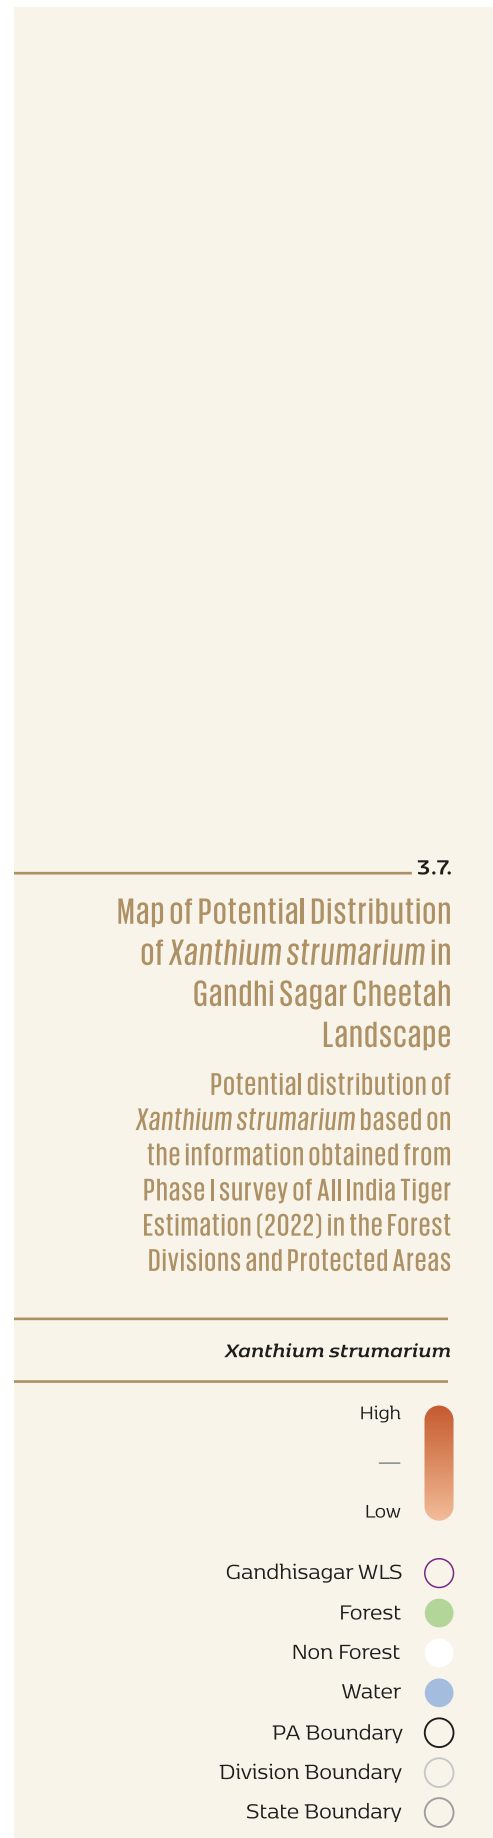 3.7.
Map of Potential Distribution
of Xanthium strumarium in
Gandhi Sagar Cheetah
Landscape
Potential distribution of
Xanthium strumarium based on
the information obtained from
Phase I survey of All India Tiger
Estimation (2022) in the Forest
Divisions and Protected Areas
Xanthium strumarium
High
—
Low
Gandhisagar WLS
Forest
Non Forest
Water
PA Boundary
Division Boundary
State Boundary